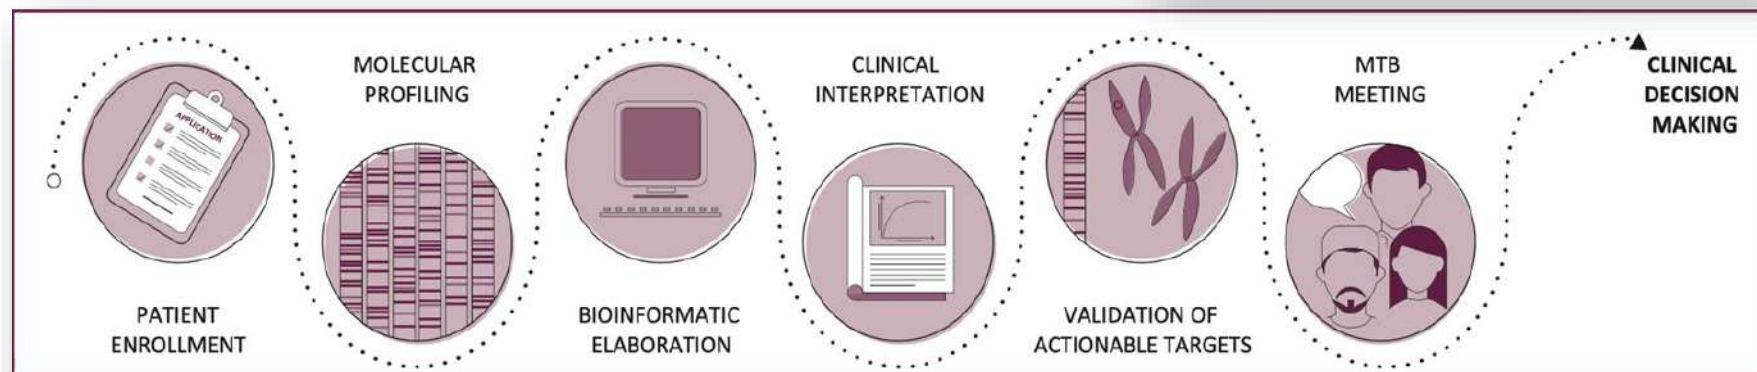 APPLICATION
PATIENT
ENROLLMENT
MOLECULAR
PROFILING
BIOINFORMATIC
ELABORATION
CLINICAL
INTERPRETATION
VALIDATION OF
ACTIONABLE TARGETS
MTB
MEETING
CLINICAL
DECISION
MAKING